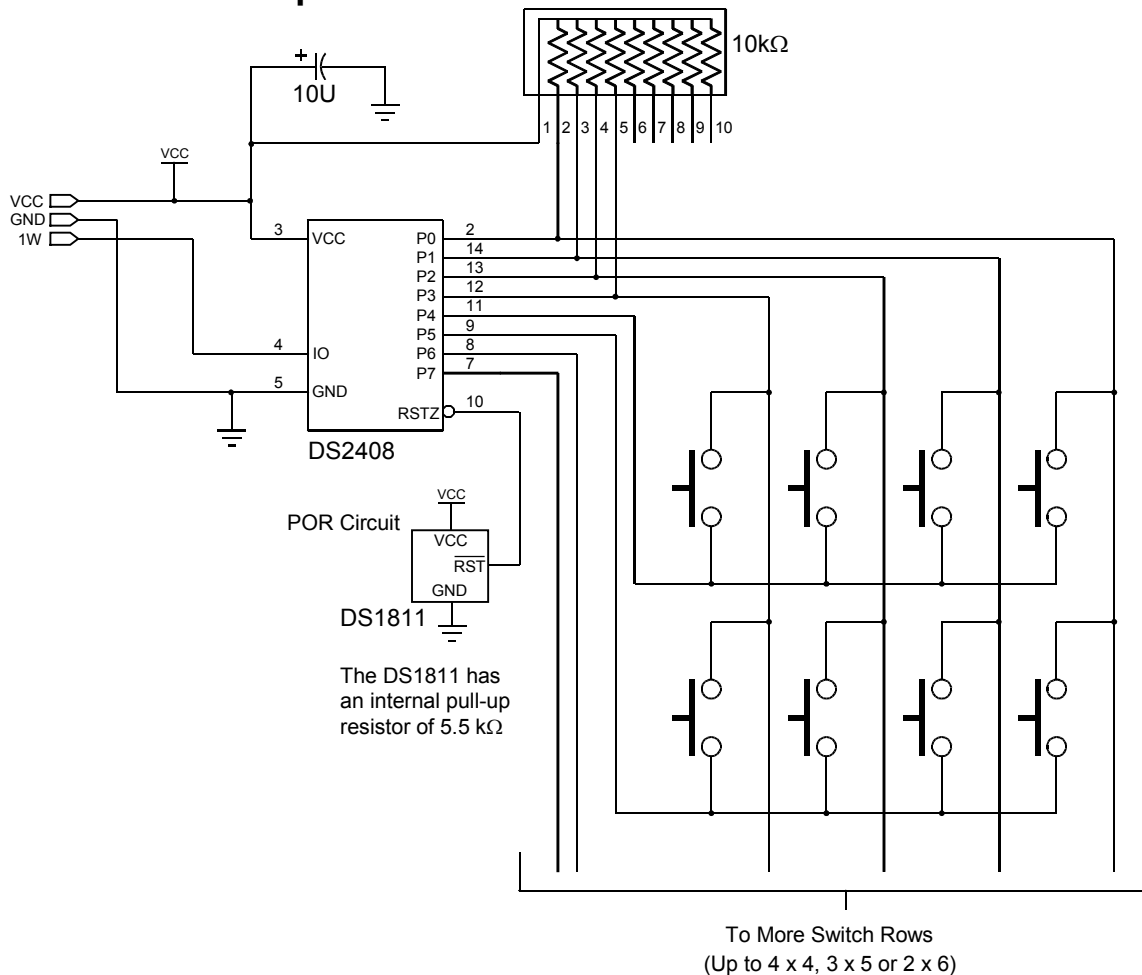 10kΩ
+
10U
1 2 3 4 5 6 7 8 9 10
VCC
VCC
GND
1W
3 VCC
4 IO
5 GND
P0 2
P1 14
P2 13
P3 12
P4 11
P5 9
P6 8
P7 7
RSTZ 10
DS2408
VCC
POR Circuit
VCC
RST
GND
DS1811
The DS1811 has
an internal pull-up
resistor of 5.5 kΩ
To More Switch Rows
(Up to 4 x 4, 3 x 5 or 2 x 6)